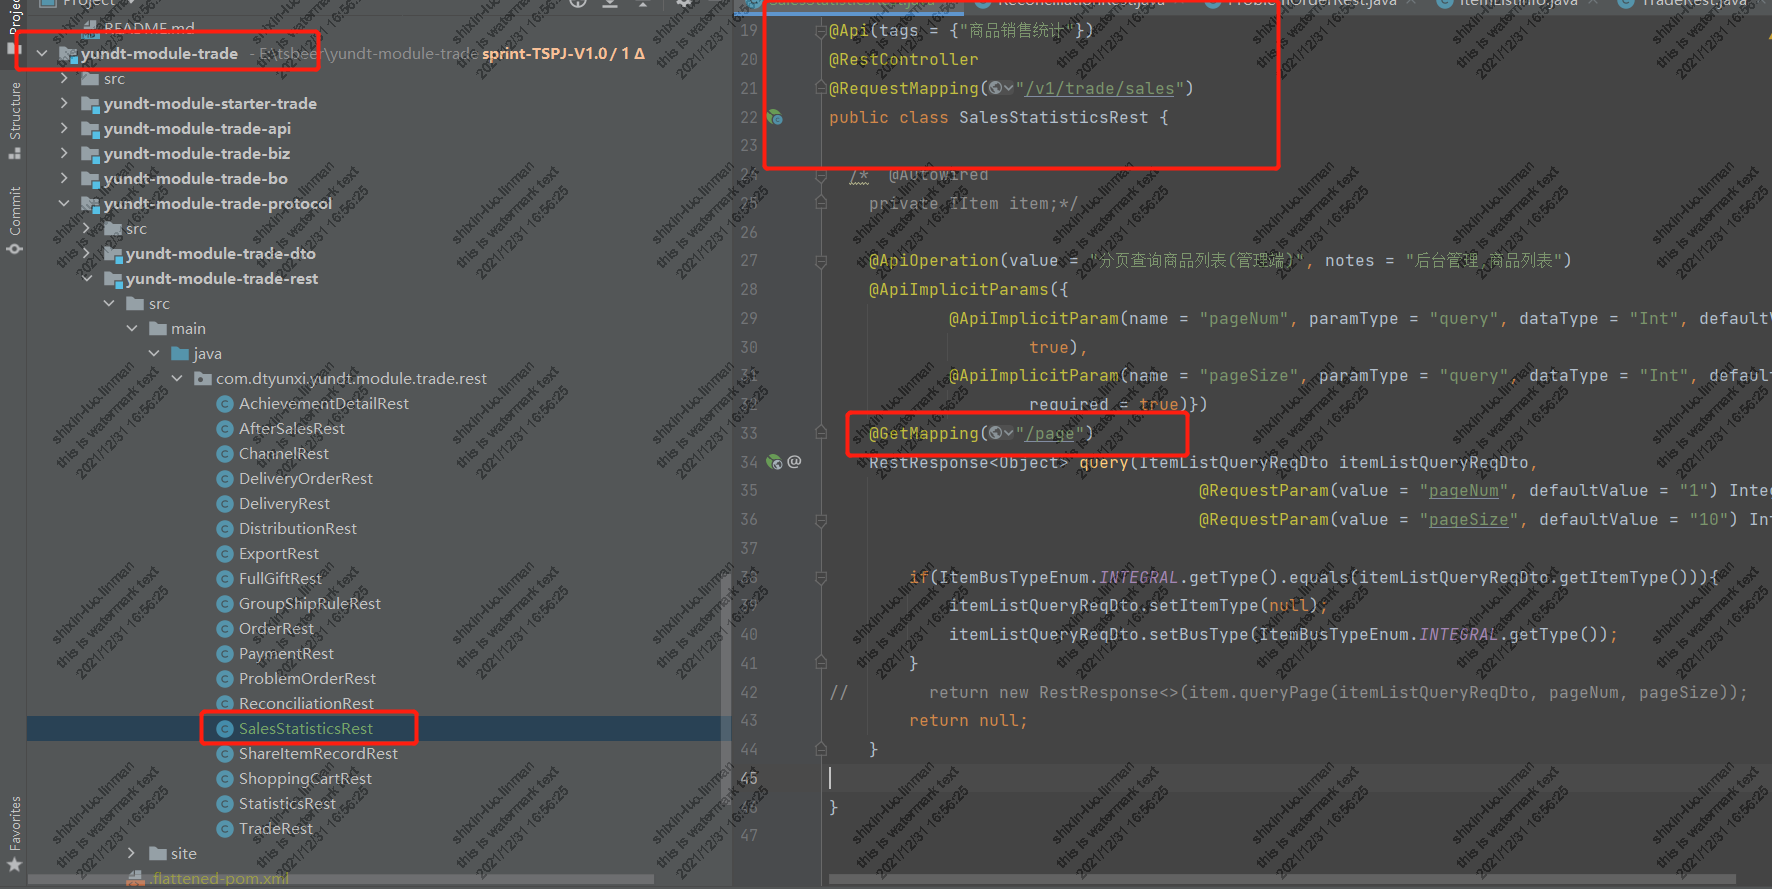 Project
README.md
yundt-module-trade - E:\tsbeer\yundt-module-trade sprint-TSPJ-V1.0 / 1 Δ
src
yundt-module-starter-trade
yundt-module-trade-api
yundt-module-trade-biz
yundt-module-trade-bo
yundt-module-trade-protocol
src
yundt-module-trade-dto
yundt-module-trade-rest
src
main
java
com.dtyunxi.yundt.module.trade.rest
AchievementDetailRest
AfterSalesRest
ChannelRest
DeliveryOrderRest
DeliveryRest
DistributionRest
ExportRest
FullGiftRest
GroupShipRuleRest
OrderRest
PaymentRest
ProblemOrderRest
ReconciliationRest
SalesStatisticsRest
ShareItemRecordRest
ShoppingCartRest
StatisticsRest
TradeRest
site
.flattened-pom.xml
Project
Structure
Commit
Favorites
SalesStatisticsRest.java
ReconciliationRest.java
ProblemOrderRest.java
ItemListInfo.java
TradeRest.java
19 @Api(tags = {"商品销售统计"})
20 @RestController
21 @RequestMapping("/v1/trade/sales")
22 public class SalesStatisticsRest {
23
24 /* @Autowired
25 private IItem item;*/
26
27 @ApiOperation(value = "分页查询商品列表(管理端)", notes = "后台管理 商品列表")
28 @ApiImplicitParams({
29 @ApiImplicitParam(name = "pageNum", paramType = "query", dataType = "Int", defaultV
30 true),
31 @ApiImplicitParam(name = "pageSize", paramType = "query", dataType = "Int", default
32 required = true)})
33 @GetMapping("/page")
34 RestResponse<Object> query(ItemListQueryReqDto itemListQueryReqDto,
35 @RequestParam(value = "pageNum", defaultValue = "1") Integ
36 @RequestParam(value = "pageSize", defaultValue = "10") Int
37
38 if(ItemBusTypeEnum.INTEGRAL.getType().equals(itemListQueryReqDto.getItemType())){
39 itemListQueryReqDto.setItemType(null);
40 itemListQueryReqDto.setBusType(ItemBusTypeEnum.INTEGRAL.getType());
41 }
42 // return new RestResponse<>(item.queryPage(itemListQueryReqDto, pageNum, pageSize));
43 return null;
44 }
45
46 }
47
shixin-luo.linman
this is watermark text
2021/12/31 16:56:25